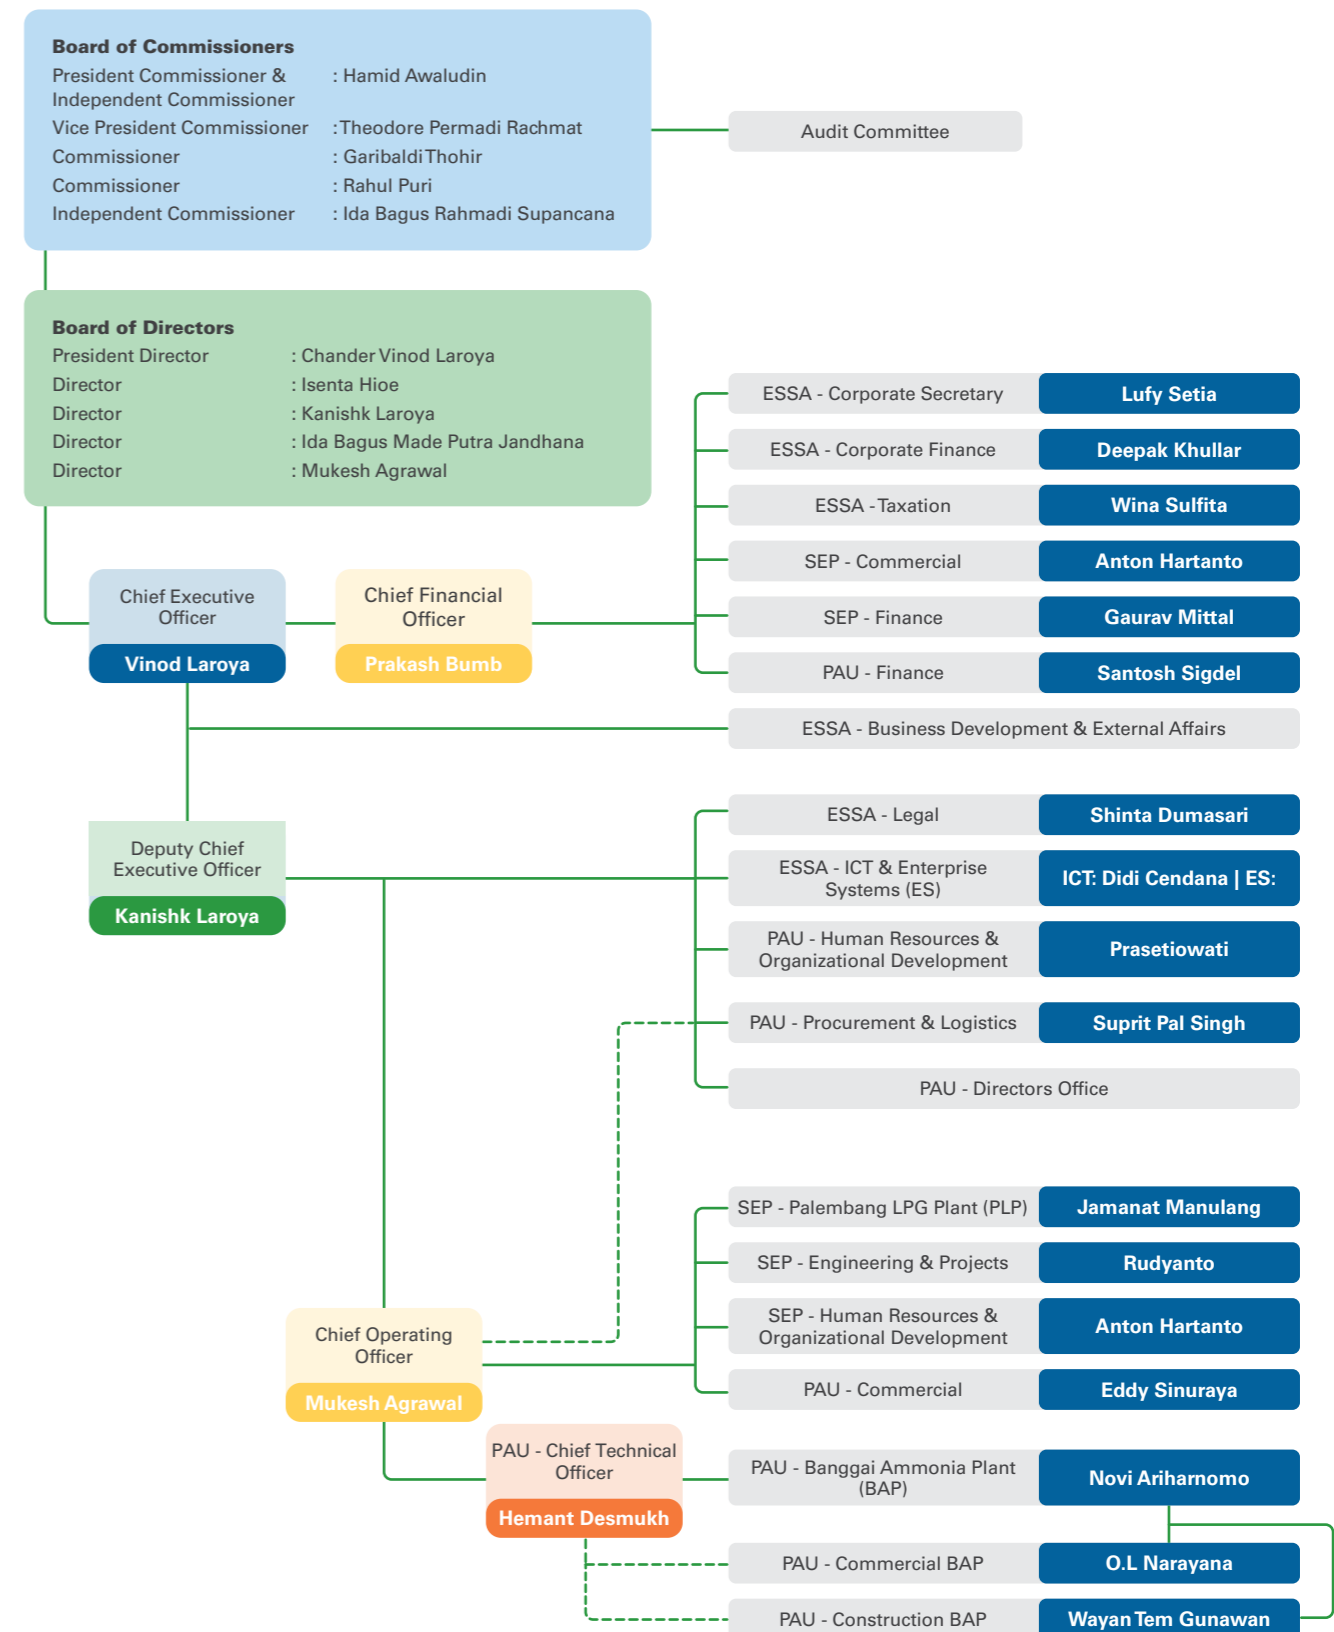 Board of Commissioners
President Commissioner & : Hamid Awaludin
Independent Commissioner
Vice President Commissioner : Theodore Permadi Rachmat
Commissioner : Garibaldi Thohir
Commissioner : Rahul Puri
Independent Commissioner : Ida Bagus Rahmadi Supancana
Audit Committee
Board of Directors
President Director : Chander Vinod Laroya
Director : Isenta Hioe
Director : Kanishk Laroya
Director : Ida Bagus Made Putra Jandhana
Director : Mukesh Agrawal
Chief Executive
Officer
Vinod Laroya
Chief Financial
Officer
Prakash Bumb
ESSA - Corporate Secretary Lufy Setia
ESSA - Corporate Finance Deepak Khullar
ESSA - Taxation Wina Sulfita
SEP - Commercial Anton Hartanto
SEP - Finance Gaurav Mittal
PAU - Finance Santosh Sigdel
ESSA - Business Development & External Affairs
Deputy Chief
Executive Officer
Kanishk Laroya
ESSA - Legal Shinta Dumasari
ESSA - ICT & Enterprise
Systems (ES)
ICT: Didi Cendana | ES:
PAU - Human Resources &
Organizational Development
Prasetiowati
PAU - Procurement & Logistics Suprit Pal Singh
PAU - Directors Office
Chief Operating
Officer
Mukesh Agrawal
SEP - Palembang LPG Plant (PLP) Jamanat Manulang
SEP - Engineering & Projects Rudyanto
SEP - Human Resources &
Organizational Development
Anton Hartanto
PAU - Commercial Eddy Sinuraya
PAU - Chief Technical
Officer
Hemant Desmukh
PAU - Banggai Ammonia Plant
(BAP)
Novi Ariharnomo
PAU - Commercial BAP O.L Narayana
PAU - Construction BAP Wayan Tem Gunawan